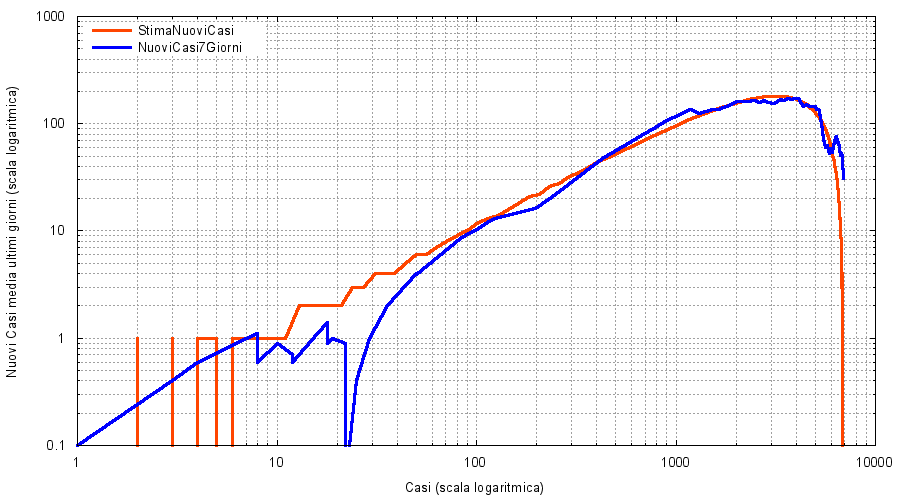 1000
StimaNuoviCasi
NuoviCasi7Giorni
100
10
1
0.1
1 10 100 1000 10000
Nuovi Casi media ultimi giorni (scala logaritmica)
Casi (scala logaritmica)